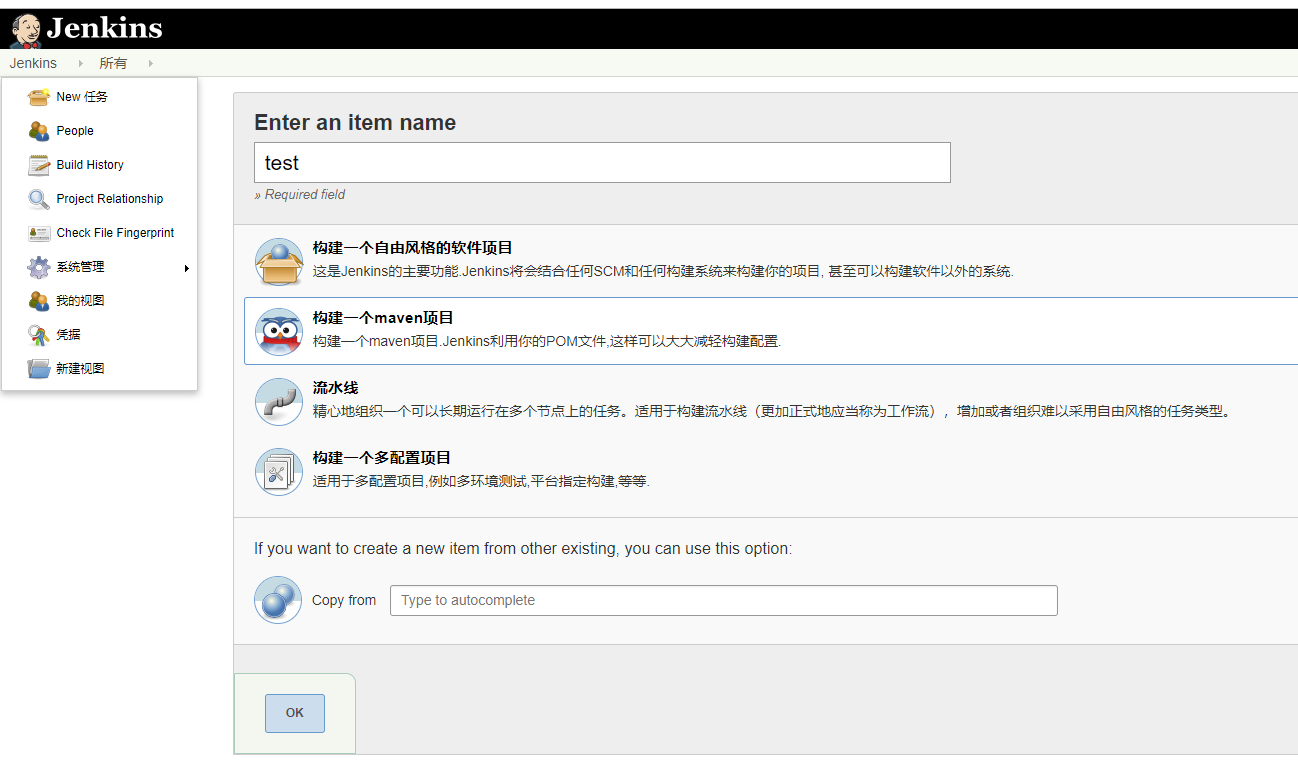 Jenkins
Jenkins 所有
New 任务
People
Build History
Project Relationship
Check File Fingerprint
系统管理
我的视图
凭据
新建视图
Enter an item name
test
» Required field
构建一个自由风格的软件项目
这是Jenkins的主要功能.Jenkins将会结合任何SCM和任何构建系统来构建你的项目, 甚至可以构建软件以外的系统.
构建一个maven项目
构建一个maven项目.Jenkins利用你的POM文件,这样可以大大减轻构建配置.
流水线
精心地组织一个可以长期运行在多个节点上的任务。适用于构建流水线（更加正式地应当称为工作流），增加或者组织难以采用自由风格的任务类型。
构建一个多配置项目
适用于多配置项目,例如多环境测试,平台指定构建,等等.
If you want to create a new item from other existing, you can use this option:
Copy from Type to autocomplete
OK